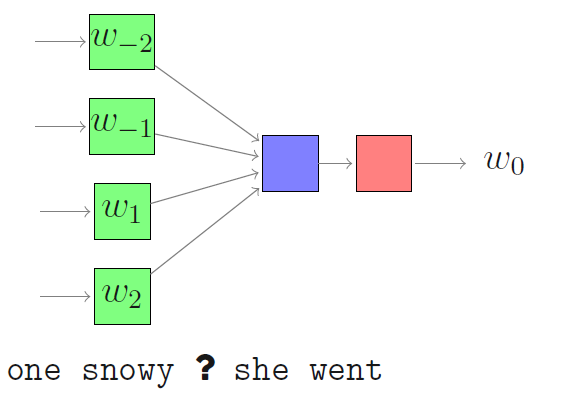 w₋₂
w₋₁
w₁
w₂
w₀
one snowy ? she went